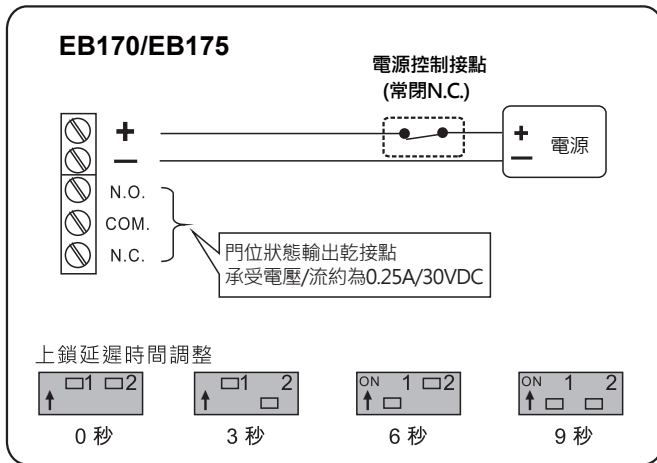 EB170/EB175
電源控制接點
(常閉N.C.)
+
+
電源
—
—
N.O.
COM.
N.C.
門位狀態輸出乾接點
承受電壓/流約為0.25A/30VDC
上鎖延遲時間調整
1 2
1 2
ON 1 2
ON 1 2
0 秒
3 秒
6 秒
9 秒